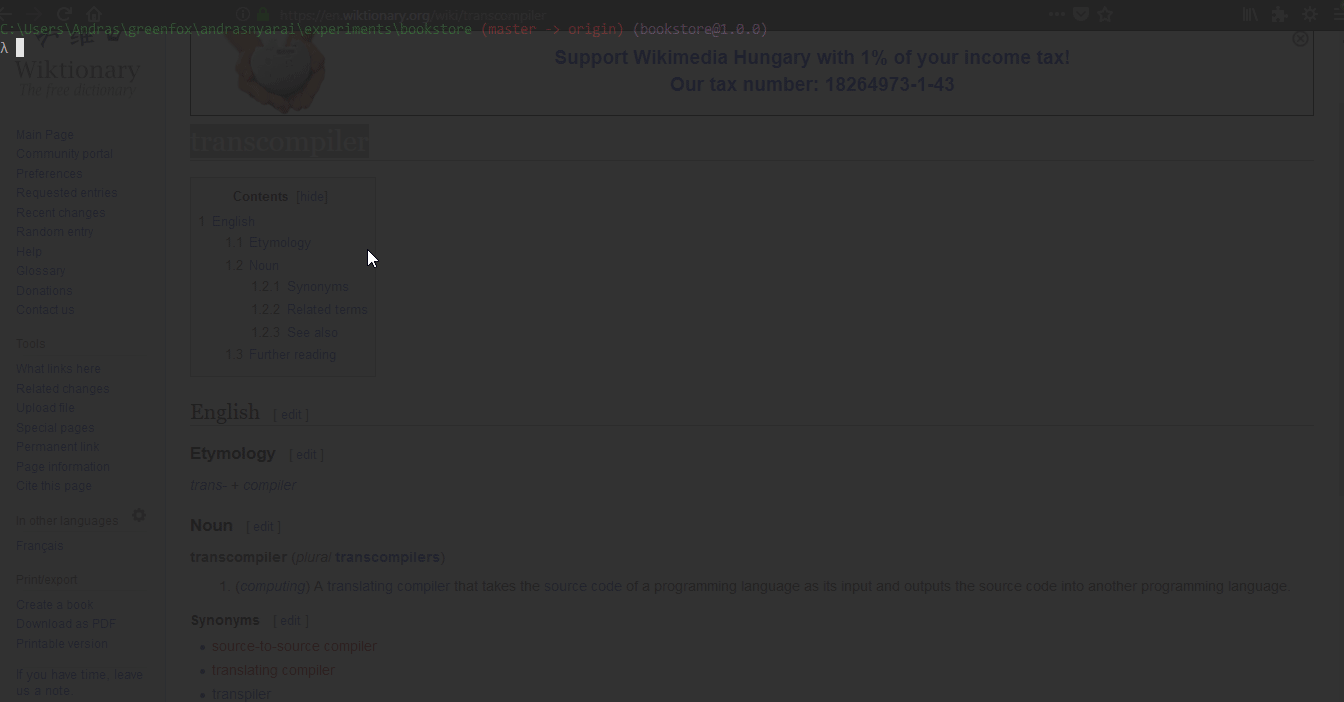 https://en.wiktionary.org/wiki/transcompiler
C:\Users\Andras\greenfox\andrasnyarai\experiments\bookstore (master -> origin) (bookstore@1.0.0)
λ
Wiktionary
The free dictionary
Main Page
Community portal
Preferences
Requested entries
Recent changes
Random entry
Help
Glossary
Donations
Contact us
Tools
What links here
Related changes
Upload file
Special pages
Permanent link
Page information
Cite this page
In other languages
Français
Print/export
Create a book
Download as PDF
Printable version
If you have time, leave
us a note.
Support Wikimedia Hungary with 1% of your income tax!
Our tax number: 18264973-1-43
transcompiler
Contents [hide]
1 English
1.1 Etymology
1.2 Noun
1.2.1 Synonyms
1.2.2 Related terms
1.2.3 See also
1.3 Further reading
English [ edit ]
Etymology [ edit ]
trans- + compiler
Noun [ edit ]
transcompiler (plural transcompilers)
1. (computing) A translating compiler that takes the source code of a programming language as its input and outputs the source code into another programming language.
Synonyms [ edit ]
• source-to-source compiler
• translating compiler
• transpiler